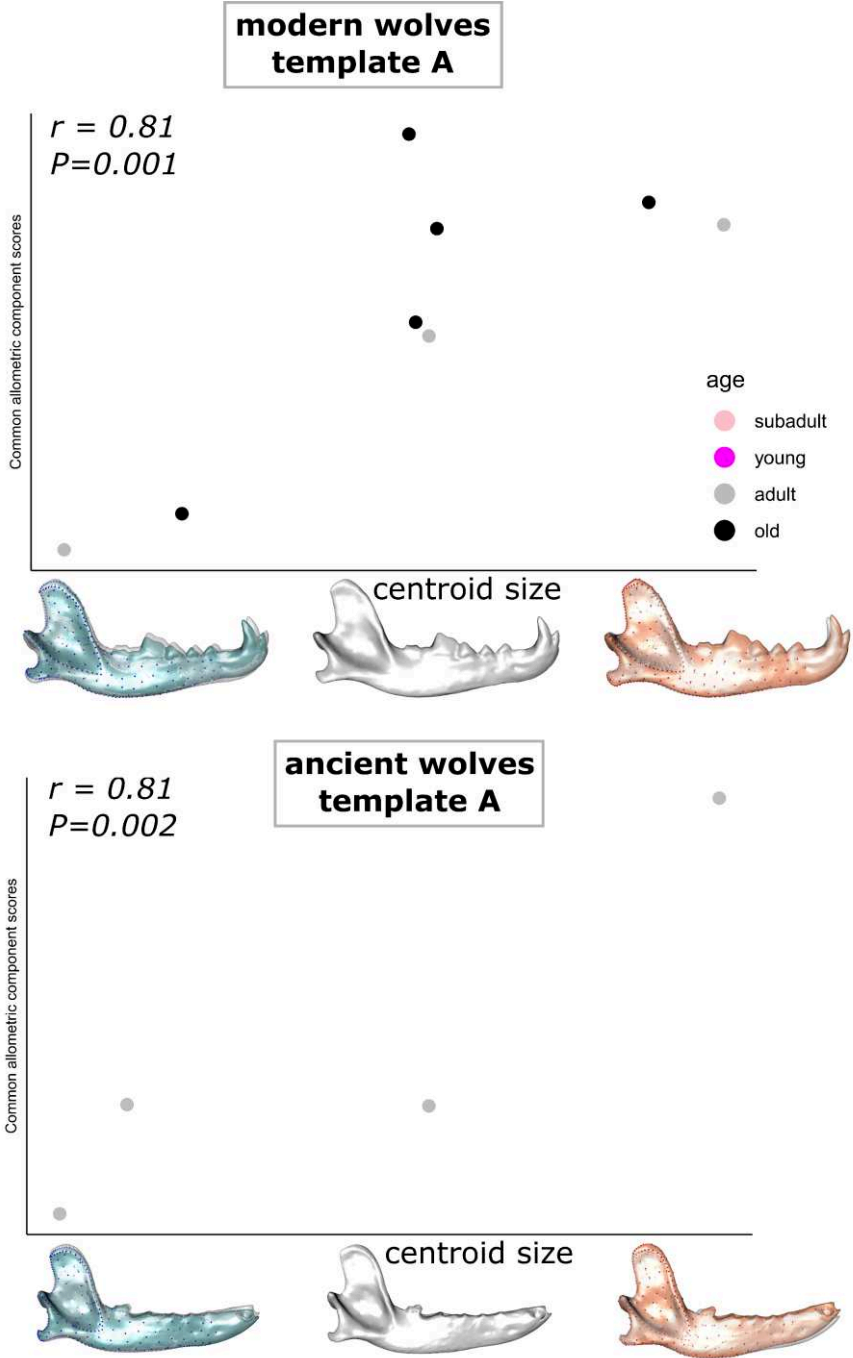 modern wolves
template A
r = 0.81
P=0.001
Common allometric component scores
age
subadult
young
adult
old
centroid size
ancient wolves
template A
r = 0.81
P=0.002
Common allometric component scores
centroid size